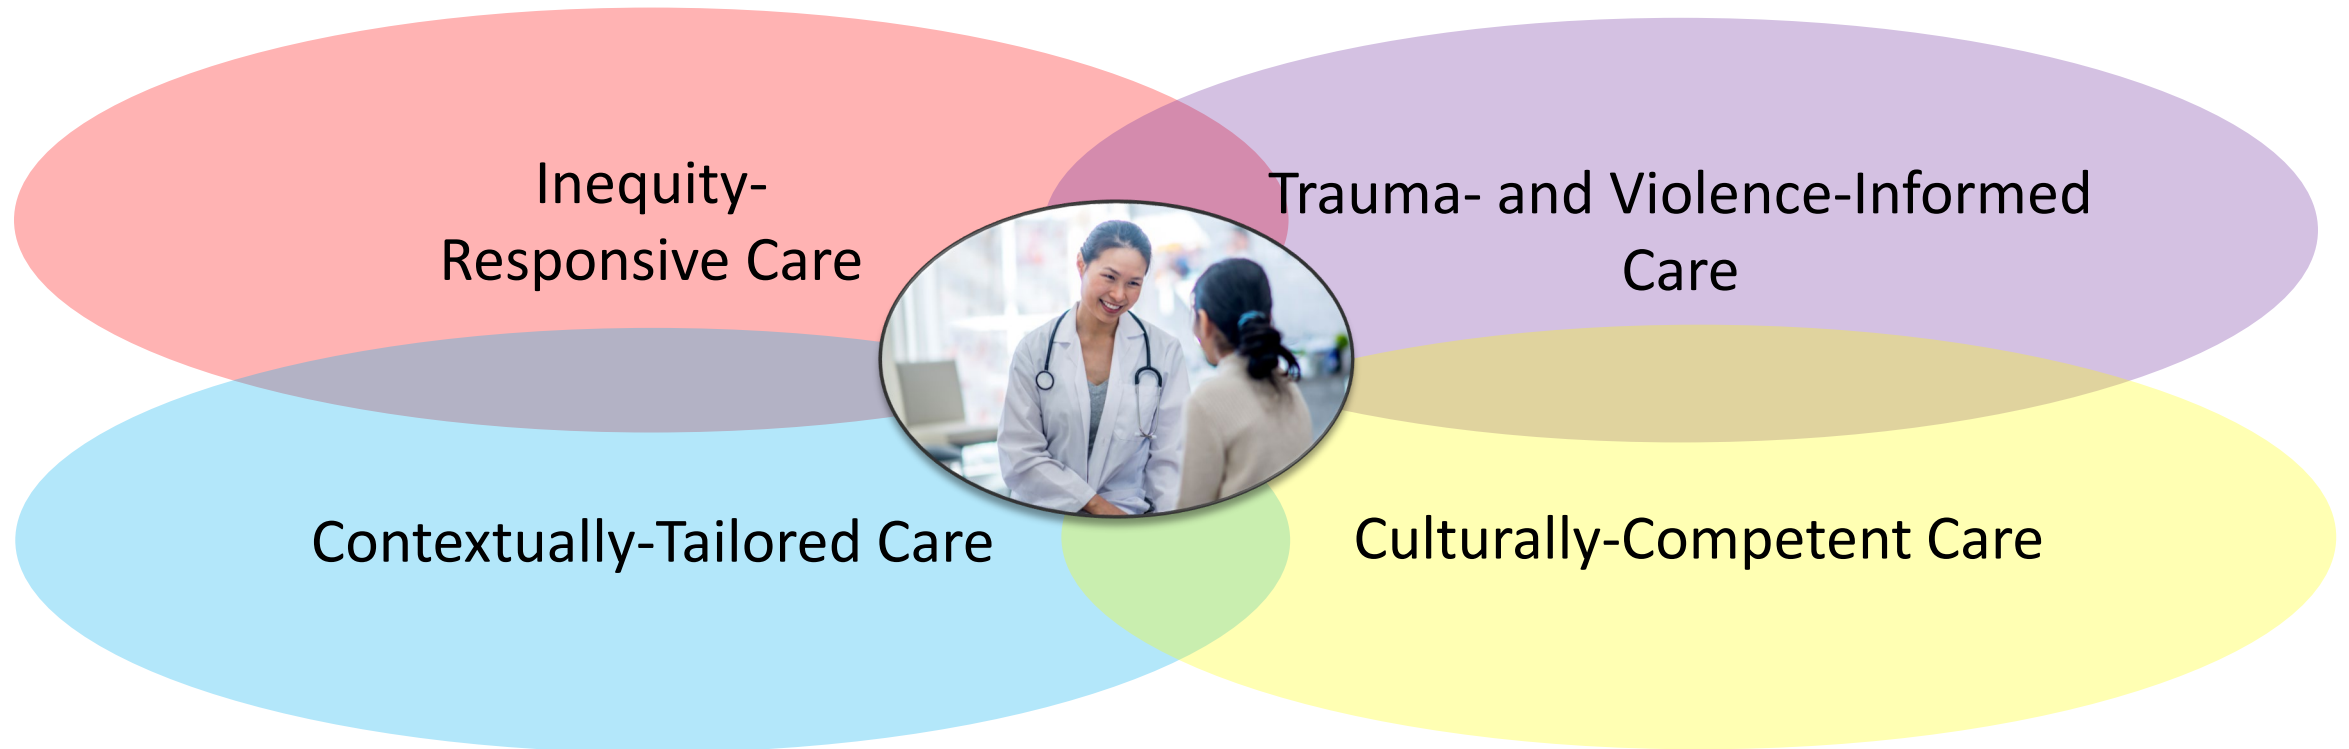 Inequity-
Responsive Care
Trauma- and Violence-Informed
Care
Contextually-Tailored Care
Culturally-Competent Care